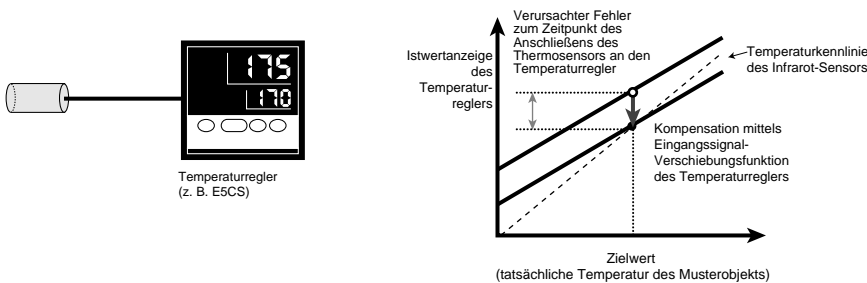 175
170
Temperaturregler
(z. B. E5CS)
Istwertanzeige
des
Temperatur-
reglers
Verursachter Fehler
zum Zeitpunkt des
Anschließens des
Thermosensors an den
Temperaturregler
Temperaturkennlinie
des Infrarot-Sensors
Kompensation mittels
Eingangssignal-
Verschiebungsfunktion
des Temperaturreglers
Zielwert
(tatsächliche Temperatur des Musterobjekts)